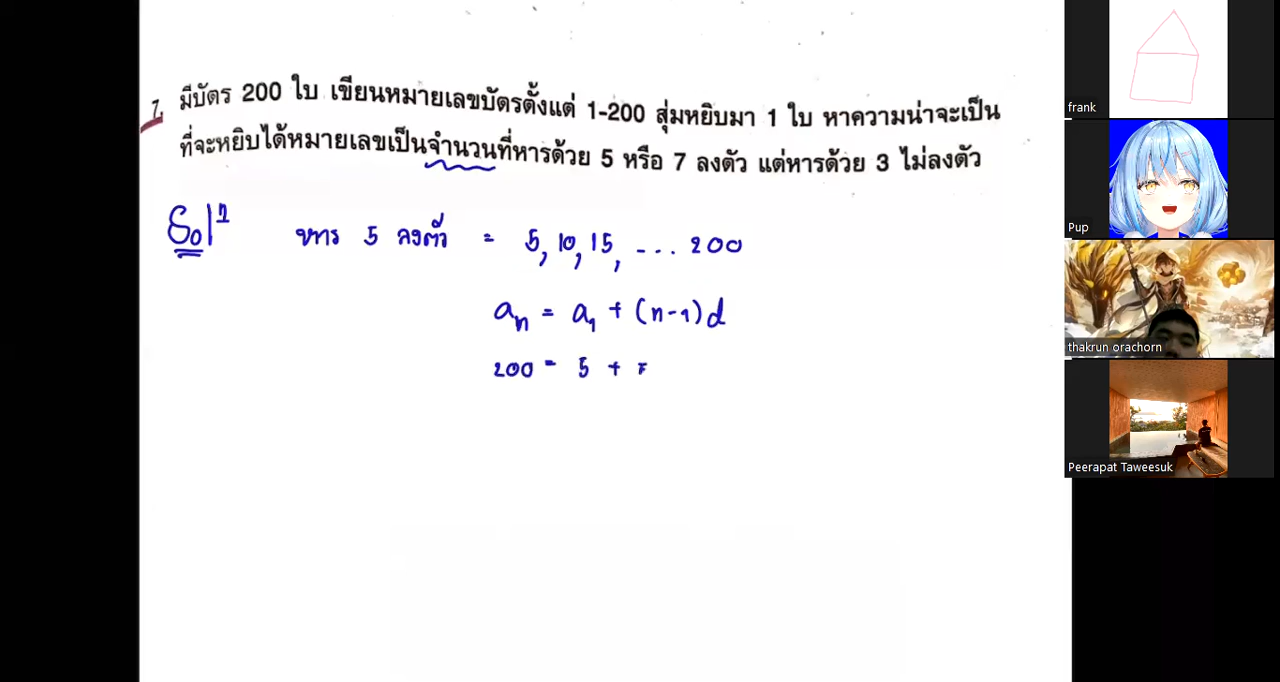 7. มีบัตร 200 ใบ เขียนหมายเลขบัตรตั้งแต่ 1-200 สุ่มหยิบมา 1 ใบ หาความน่าจะเป็น
ที่จะหยิบได้หมายเลขเป็นจำนวนที่หารด้วย 5 หรือ 7 ลงตัว แต่หารด้วย 3 ไม่ลงตัว
Solⁿ หาร 5 ลงตัว = 5, 10, 15, ... 200
aₙ = a₁ + (n-1)d
200 = 5 +
frank
Pup
thakrun orachorn
Peerapat Taweesuk